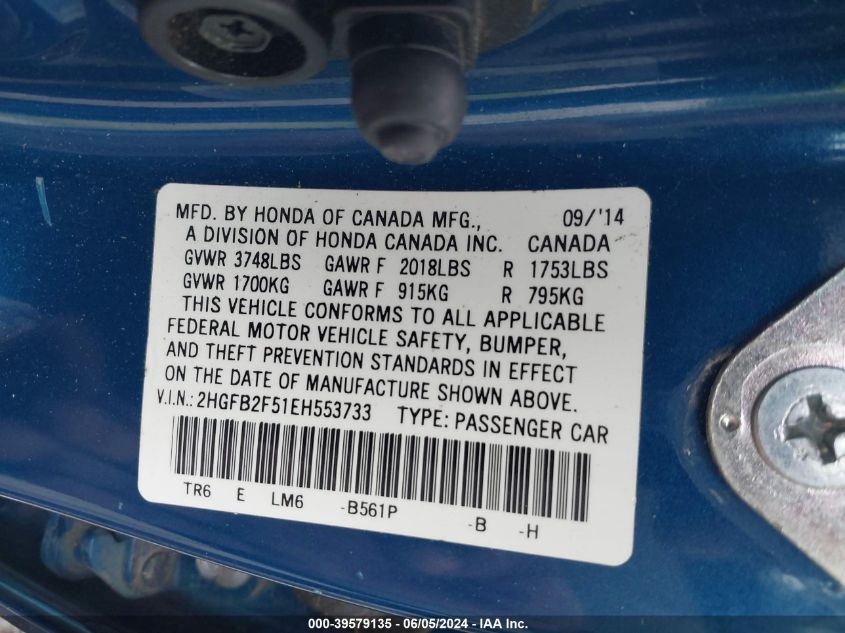 MFD. BY HONDA OF CANADA MFG., 09/'14
A DIVISION OF HONDA CANADA INC. CANADA
GVWR 3748LBS GAWR F 2018LBS R 1753LBS
GVWR 1700KG GAWR F 915KG R 795KG
THIS VEHICLE CONFORMS TO ALL APPLICABLE
FEDERAL MOTOR VEHICLE SAFETY, BUMPER,
AND THEFT PREVENTION STANDARDS IN EFFECT
ON THE DATE OF MANUFACTURE SHOWN ABOVE.
V.I.N.: 2HGFB2F51EH553733 TYPE: PASSENGER CAR
TR6 E LM6 -B561P -B -H
000-39579135 - 06/05/2024 - IAA Inc.